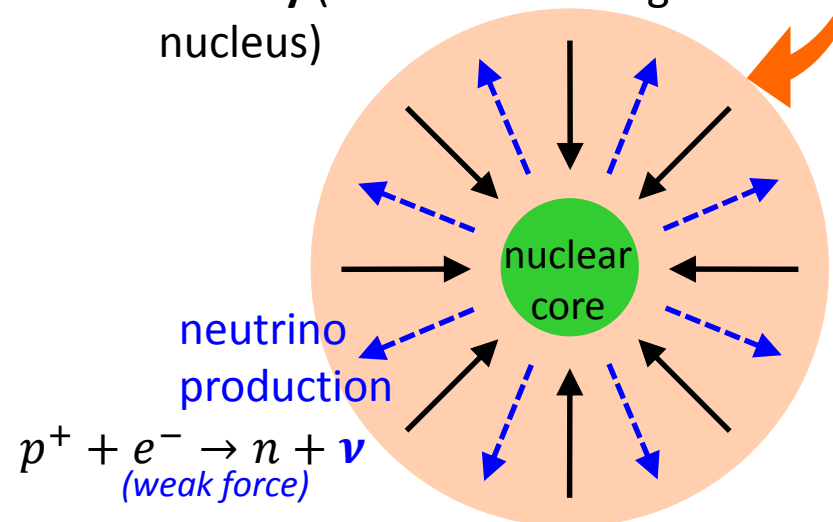 nucleus)
nuclear
core
neutrino
production
p⁺ + e⁻ → n + ν
(weak force)